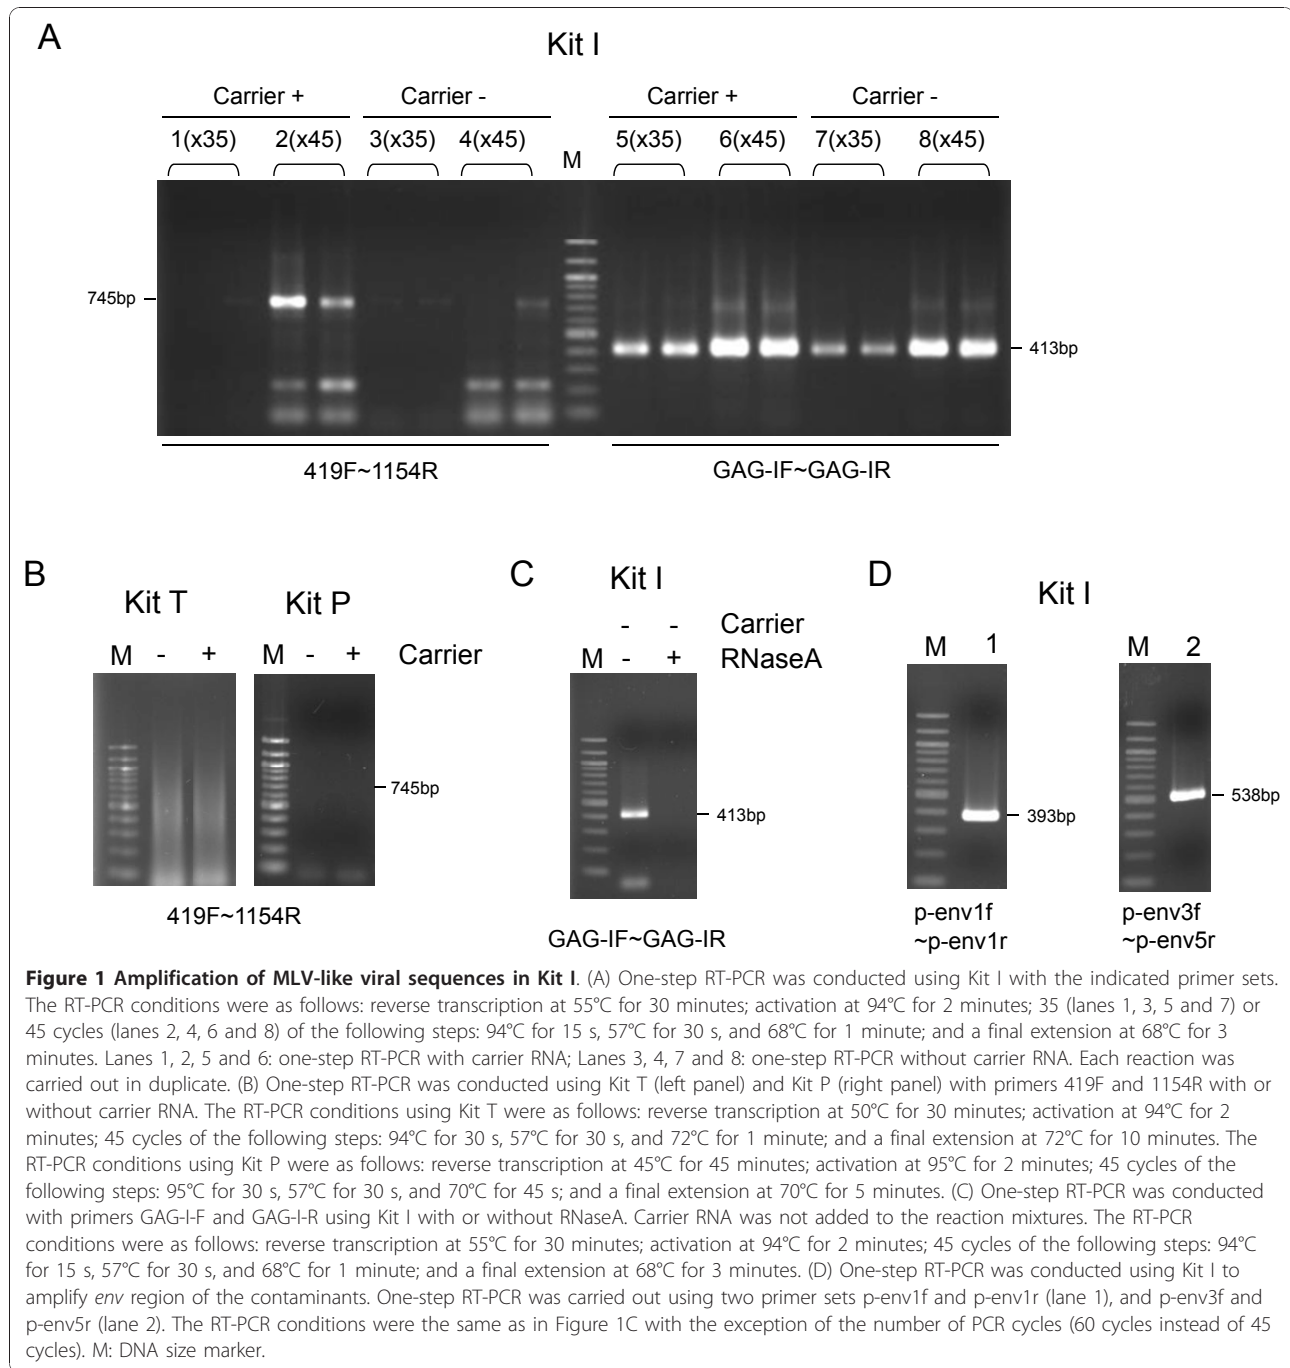 A
Kit I
Carrier + Carrier - Carrier + Carrier -
1(x35) 2(x45) 3(x35) 4(x45) M 5(x35) 6(x45) 7(x35) 8(x45)
745bp
413bp
419F~1154R GAG-IF~GAG-IR
B C D
Kit T Kit P Kit I Kit I
- - Carrier
M - + M - + Carrier M - + RNaseA M 1 M 2
745bp
413bp
393bp
538bp
419F~1154R
GAG-IF~GAG-IR
p-env1f
~p-env1r
p-env3f
~p-env5r
Figure 1 Amplification of MLV-like viral sequences in Kit I. (A) One-step RT-PCR was conducted using Kit I with the indicated primer sets.
The RT-PCR conditions were as follows: reverse transcription at 55°C for 30 minutes; activation at 94°C for 2 minutes; 35 (lanes 1, 3, 5 and 7) or
45 cycles (lanes 2, 4, 6 and 8) of the following steps: 94°C for 15 s, 57°C for 30 s, and 68°C for 1 minute; and a final extension at 68°C for 3
minutes. Lanes 1, 2, 5 and 6: one-step RT-PCR with carrier RNA; Lanes 3, 4, 7 and 8: one-step RT-PCR without carrier RNA. Each reaction was
carried out in duplicate. (B) One-step RT-PCR was conducted using Kit T (left panel) and Kit P (right panel) with primers 419F and 1154R with or
without carrier RNA. The RT-PCR conditions using Kit T were as follows: reverse transcription at 50°C for 30 minutes; activation at 94°C for 2
minutes; 45 cycles of the following steps: 94°C for 30 s, 57°C for 30 s, and 72°C for 1 minute; and a final extension at 72°C for 10 minutes. The
RT-PCR conditions using Kit P were as follows: reverse transcription at 45°C for 45 minutes; activation at 95°C for 2 minutes; 45 cycles of the
following steps: 95°C for 30 s, 57°C for 30 s, and 70°C for 45 s; and a final extension at 70°C for 5 minutes. (C) One-step RT-PCR was conducted
with primers GAG-I-F and GAG-I-R using Kit I with or without RNaseA. Carrier RNA was not added to the reaction mixtures. The RT-PCR
conditions were as follows: reverse transcription at 55°C for 30 minutes; activation at 94°C for 2 minutes; 45 cycles of the following steps: 94°C
for 15 s, 57°C for 30 s, and 68°C for 1 minute; and a final extension at 68°C for 3 minutes. (D) One-step RT-PCR was conducted using Kit I to
amplify env region of the contaminants. One-step RT-PCR was carried out using two primer sets p-env1f and p-env1r (lane 1), and p-env3f and
p-env5r (lane 2). The RT-PCR conditions were the same as in Figure 1C with the exception of the number of PCR cycles (60 cycles instead of 45
cycles). M: DNA size marker.